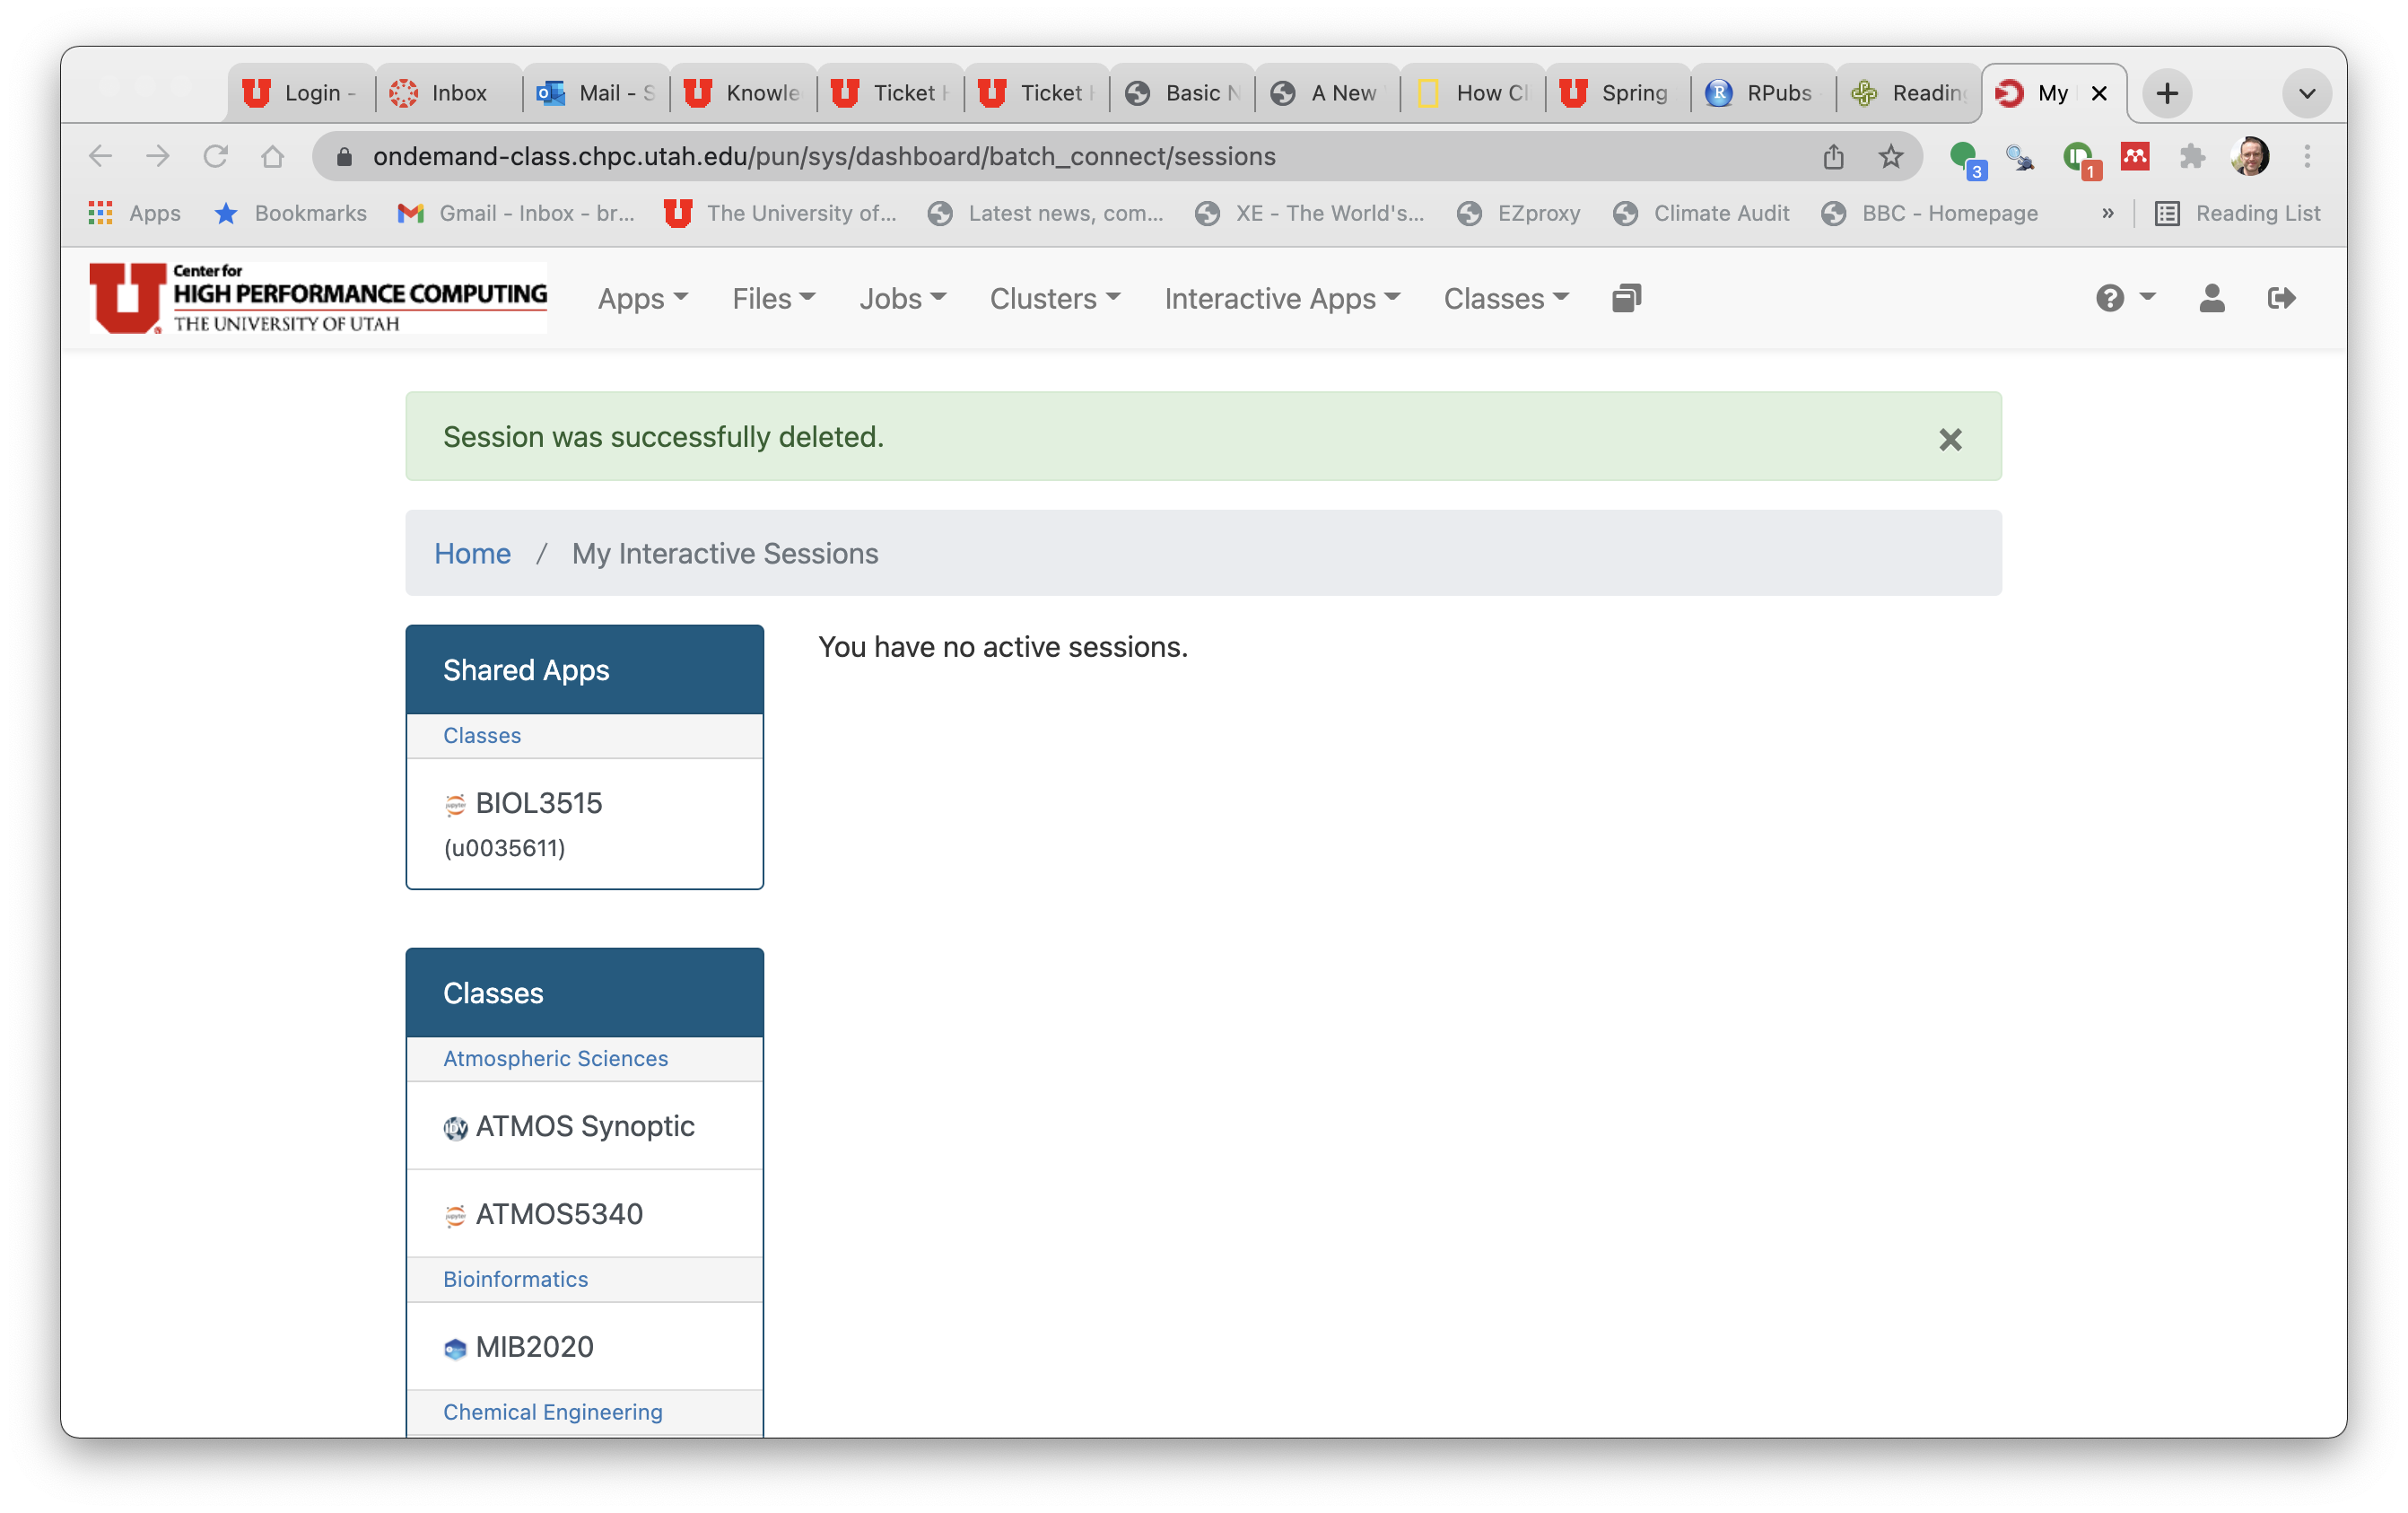 Login -
Inbox
Mail - S
Knowle
Ticket H
Ticket H
Basic N
A New
How Cl
Spring
RPubs
Reading
My
ondemand-class.chpc.utah.edu/pun/sys/dashboard/batch_connect/sessions
3
1
Apps
Bookmarks
Gmail - Inbox - br...
The University of...
Latest news, com...
XE - The World's...
EZproxy
Climate Audit
BBC - Homepage
»
Reading List
Center for
HIGH PERFORMANCE COMPUTING
THE UNIVERSITY OF UTAH
Apps
Files
Jobs
Clusters
Interactive Apps
Classes
Session was successfully deleted.
Home / My Interactive Sessions
Shared Apps
You have no active sessions.
Classes
BIOL3515
(u0035611)
Classes
Atmospheric Sciences
ATMOS Synoptic
ATMOS5340
Bioinformatics
MIB2020
Chemical Engineering